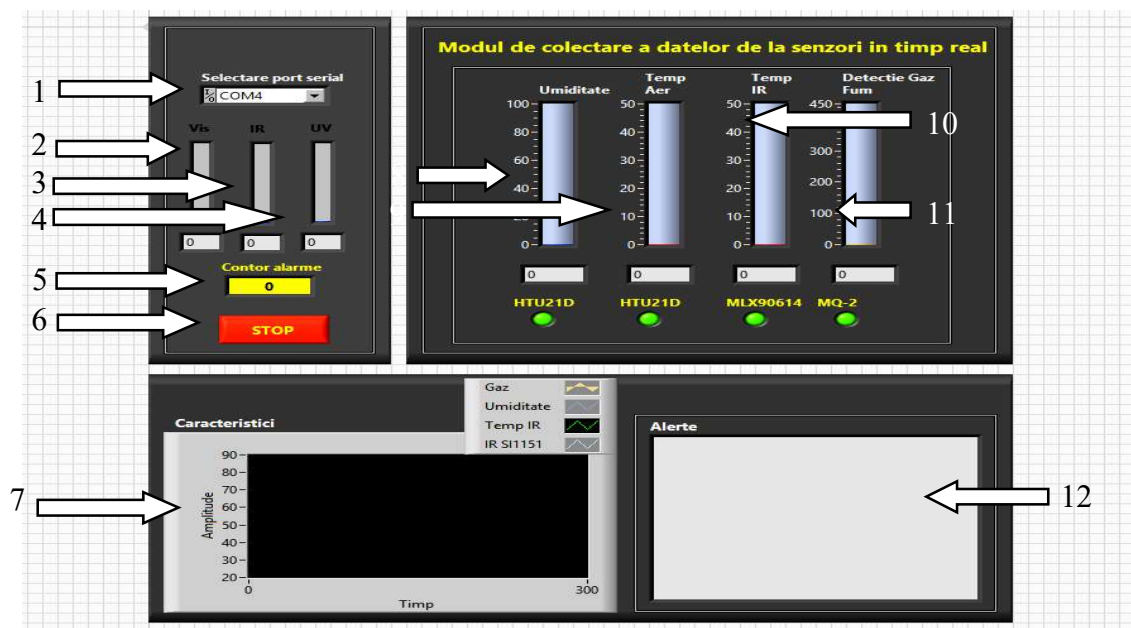 Modul de colectare a datelor de la senzori in timp real
1
Selectare port serial
COM4
2
Vis IR UV
3
4
0 0 0
5
Contor alarme
0
6
STOP
Umiditate
Temp
Aer
Temp
IR
Detectie Gaz
Fum
100 50 50 450
80 40 40
10
60 30 30 300
40 20 20 200
10 10 100
11
0 0 0 0
0 0 0 0
HTU21D HTU21D MLX90614 MQ-2
Gaz
Umiditate
Temp IR
IR SI1151
Caracteristici
7
Amplitude
90
80
70
60
50
40
30
20
0 300
Timp
Alerte
12